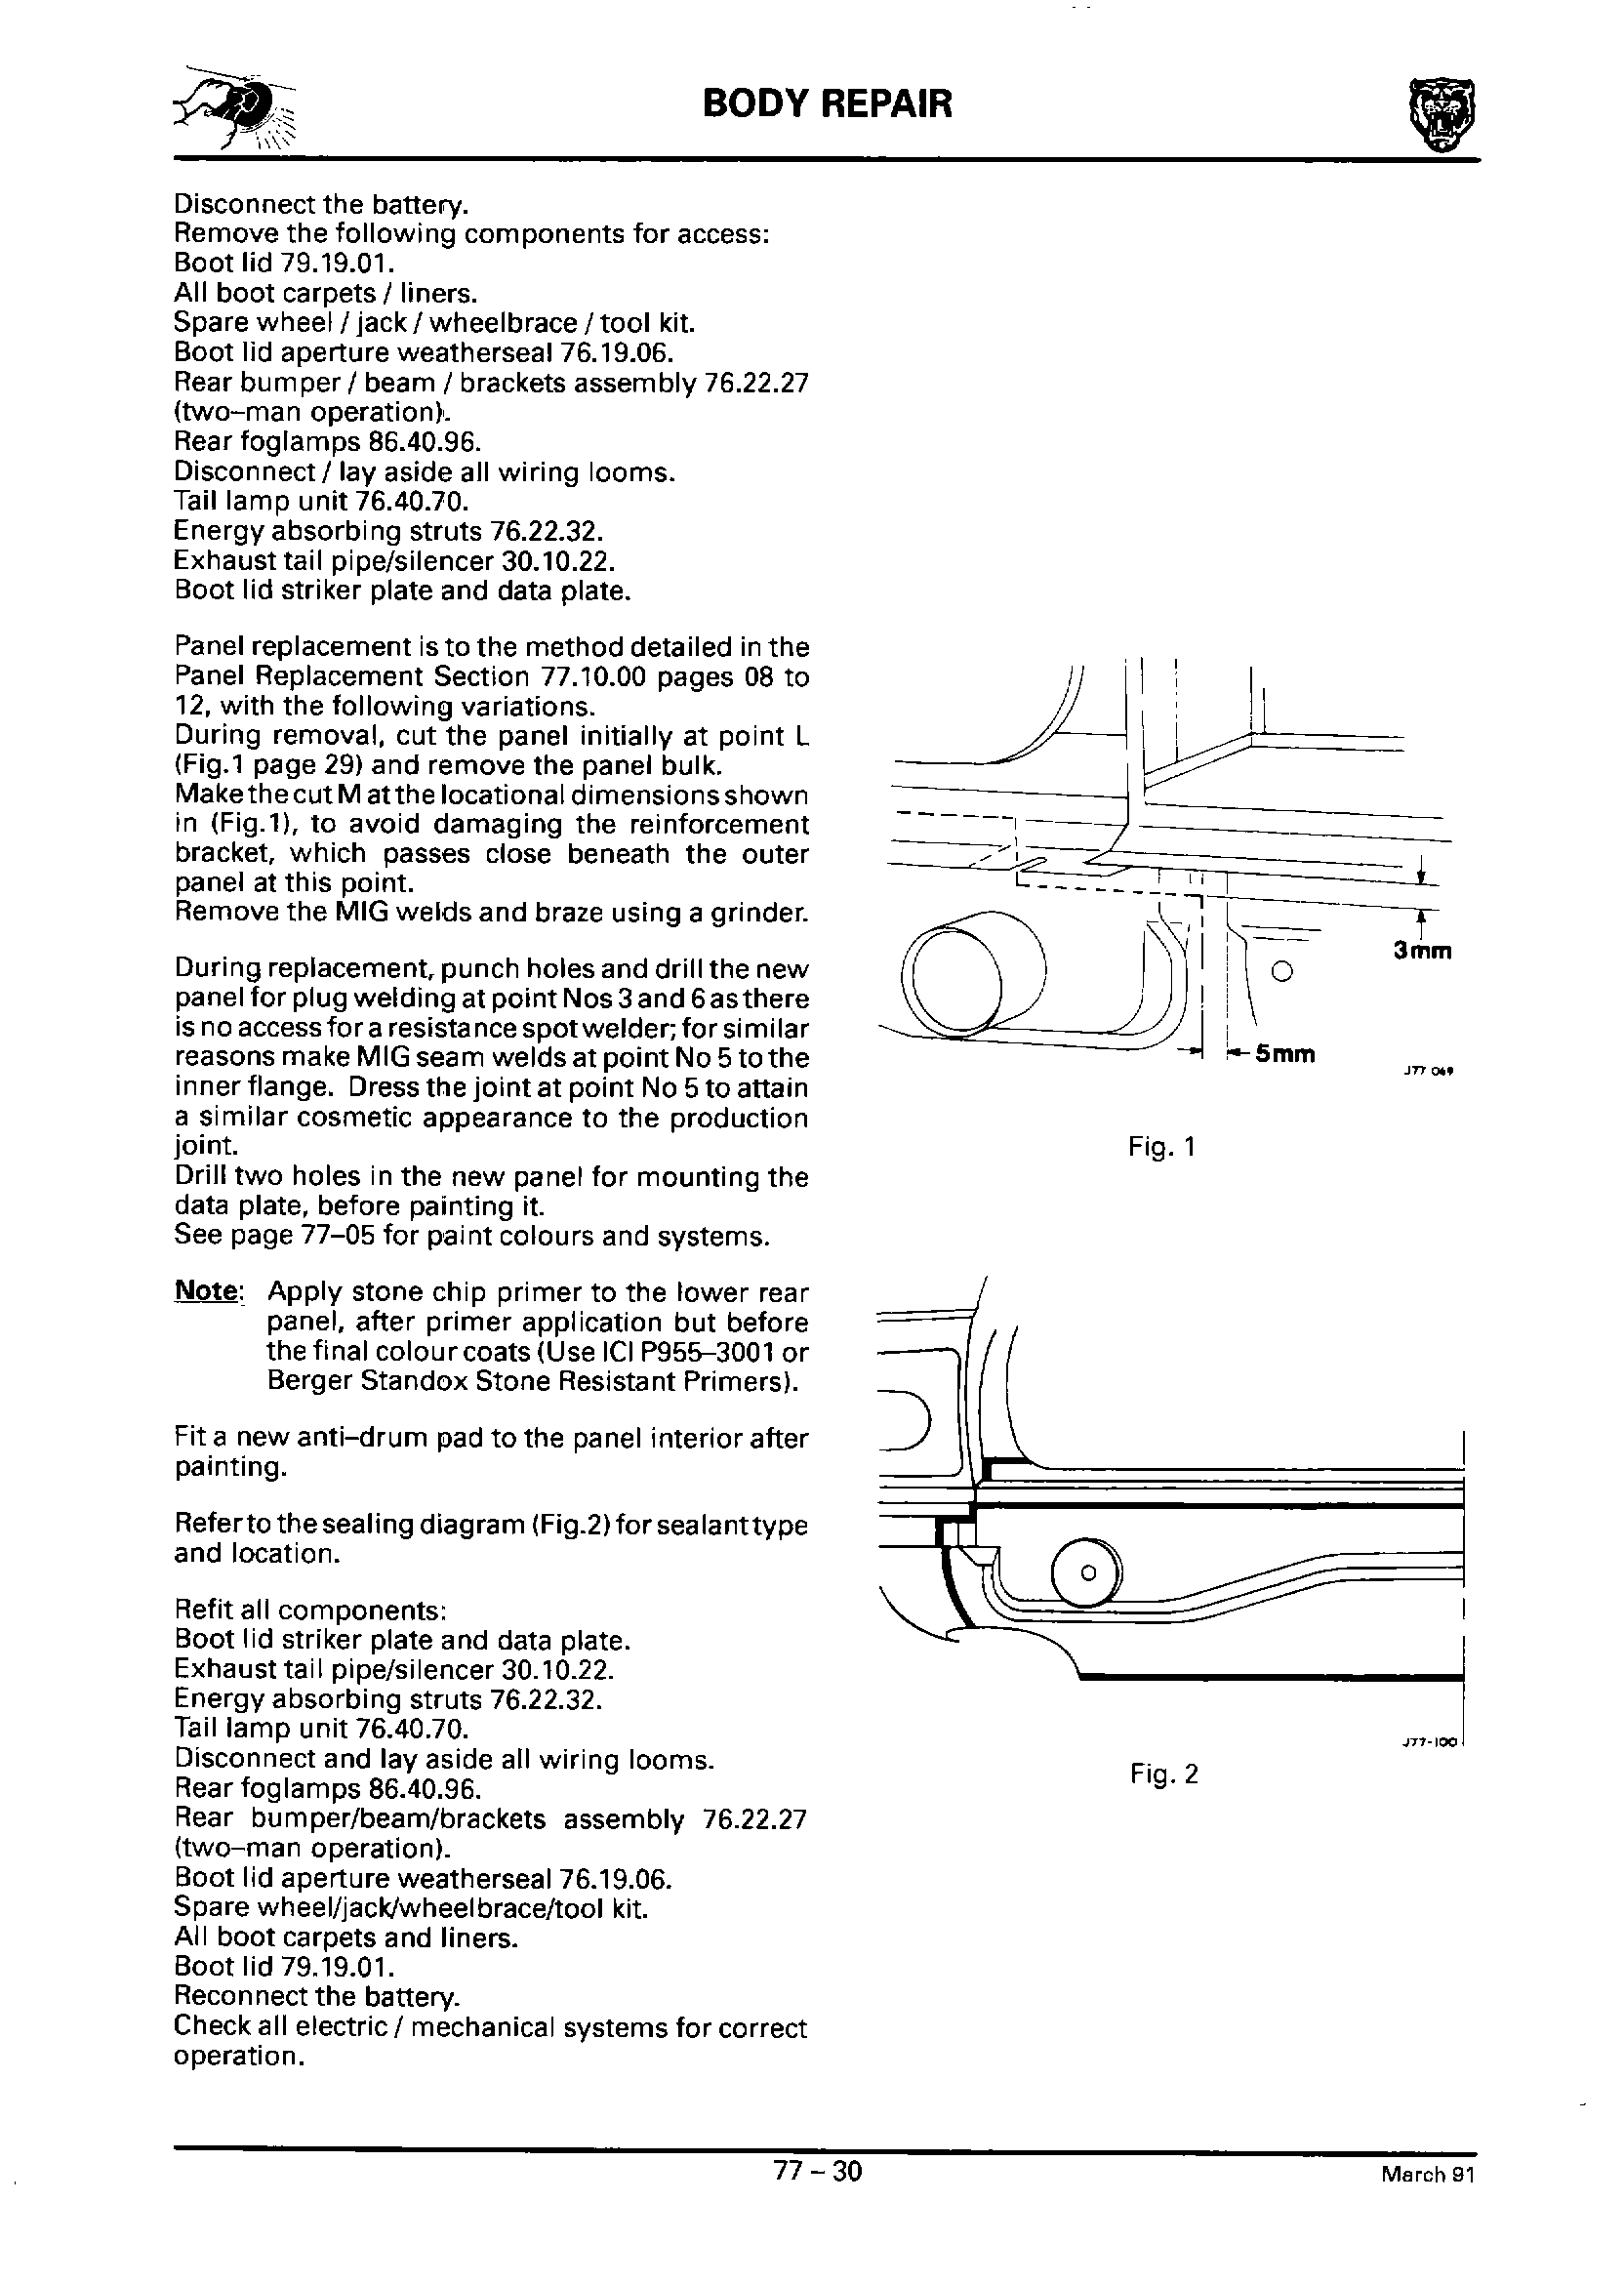 BODY REPAIR
Disconnect the battery.
Remove the following components for access:
Boot lid 79.19.01.
All boot carpets / liners.
Spare wheel / jack / wheelbrace / tool kit.
Boot lid aperture weatherseal 76.19.06.
Rear bumper / beam / brackets assembly 76.22.27
(two–man operation).
Rear foglamps 86.40.96.
Disconnect / lay aside all wiring looms.
Tail lamp unit 76.40.70.
Energy absorbing struts 76.22.32.
Exhaust tail pipe/silencer 30.10.22.
Boot lid striker plate and data plate.
Panel replacement is to the method detailed in the
Panel Replacement Section 77.10.00 pages 08 to
12, with the following variations.
During removal, cut the panel initially at point L
(Fig.1 page 29) and remove the panel bulk.
Make the cut M at the locational dimensions shown
in (Fig.1), to avoid damaging the reinforcement
bracket, which passes close beneath the outer
panel at this point.
Remove the MIG welds and braze using a grinder.
During replacement, punch holes and drill the new
panel for plug welding at point Nos 3 and 6 as there
is no access for a resistance spot welder; for similar
reasons make MIG seam welds at point No 5 to the
inner flange. Dress the joint at point No 5 to attain
a similar cosmetic appearance to the production
joint.
Drill two holes in the new panel for mounting the
data plate, before painting it.
See page 77–05 for paint colours and systems.
Note: Apply stone chip primer to the lower rear
panel, after primer application but before
the final colour coats (Use ICI P955–3001 or
Berger Standox Stone Resistant Primers).
Fit a new anti–drum pad to the panel interior after
painting.
Refer to the sealing diagram (Fig.2) for sealant type
and location.
Refit all components:
Boot lid striker plate and data plate.
Exhaust tail pipe/silencer 30.10.22.
Energy absorbing struts 76.22.32.
Tail lamp unit 76.40.70.
Disconnect and lay aside all wiring looms.
Rear foglamps 86.40.96.
Rear bumper/beam/brackets assembly 76.22.27
(two–man operation).
Boot lid aperture weatherseal 76.19.06.
Spare wheel/jack/wheelbrace/tool kit.
All boot carpets and liners.
Boot lid 79.19.01.
Reconnect the battery.
Check all electric / mechanical systems for correct
operation.
3mm
5mm
J77 069
Fig. 1
J77-100
Fig. 2
77 – 30
March 91